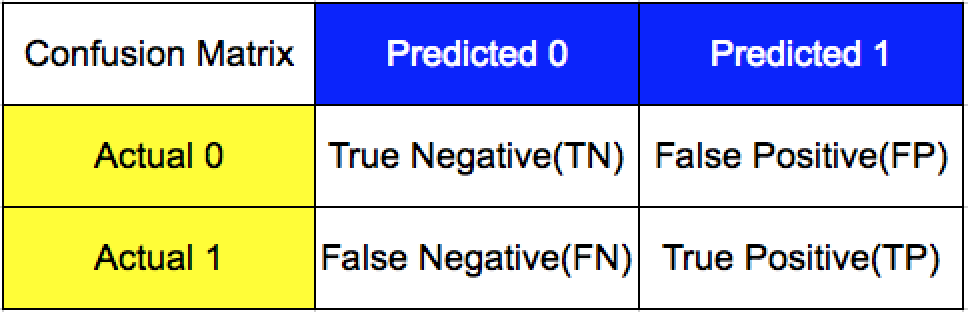 Confusion Matrix Predicted 0 Predicted 1
Actual 0 True Negative(TN) False Positive(FP)
Actual 1 False Negative(FN) True Positive(TP)